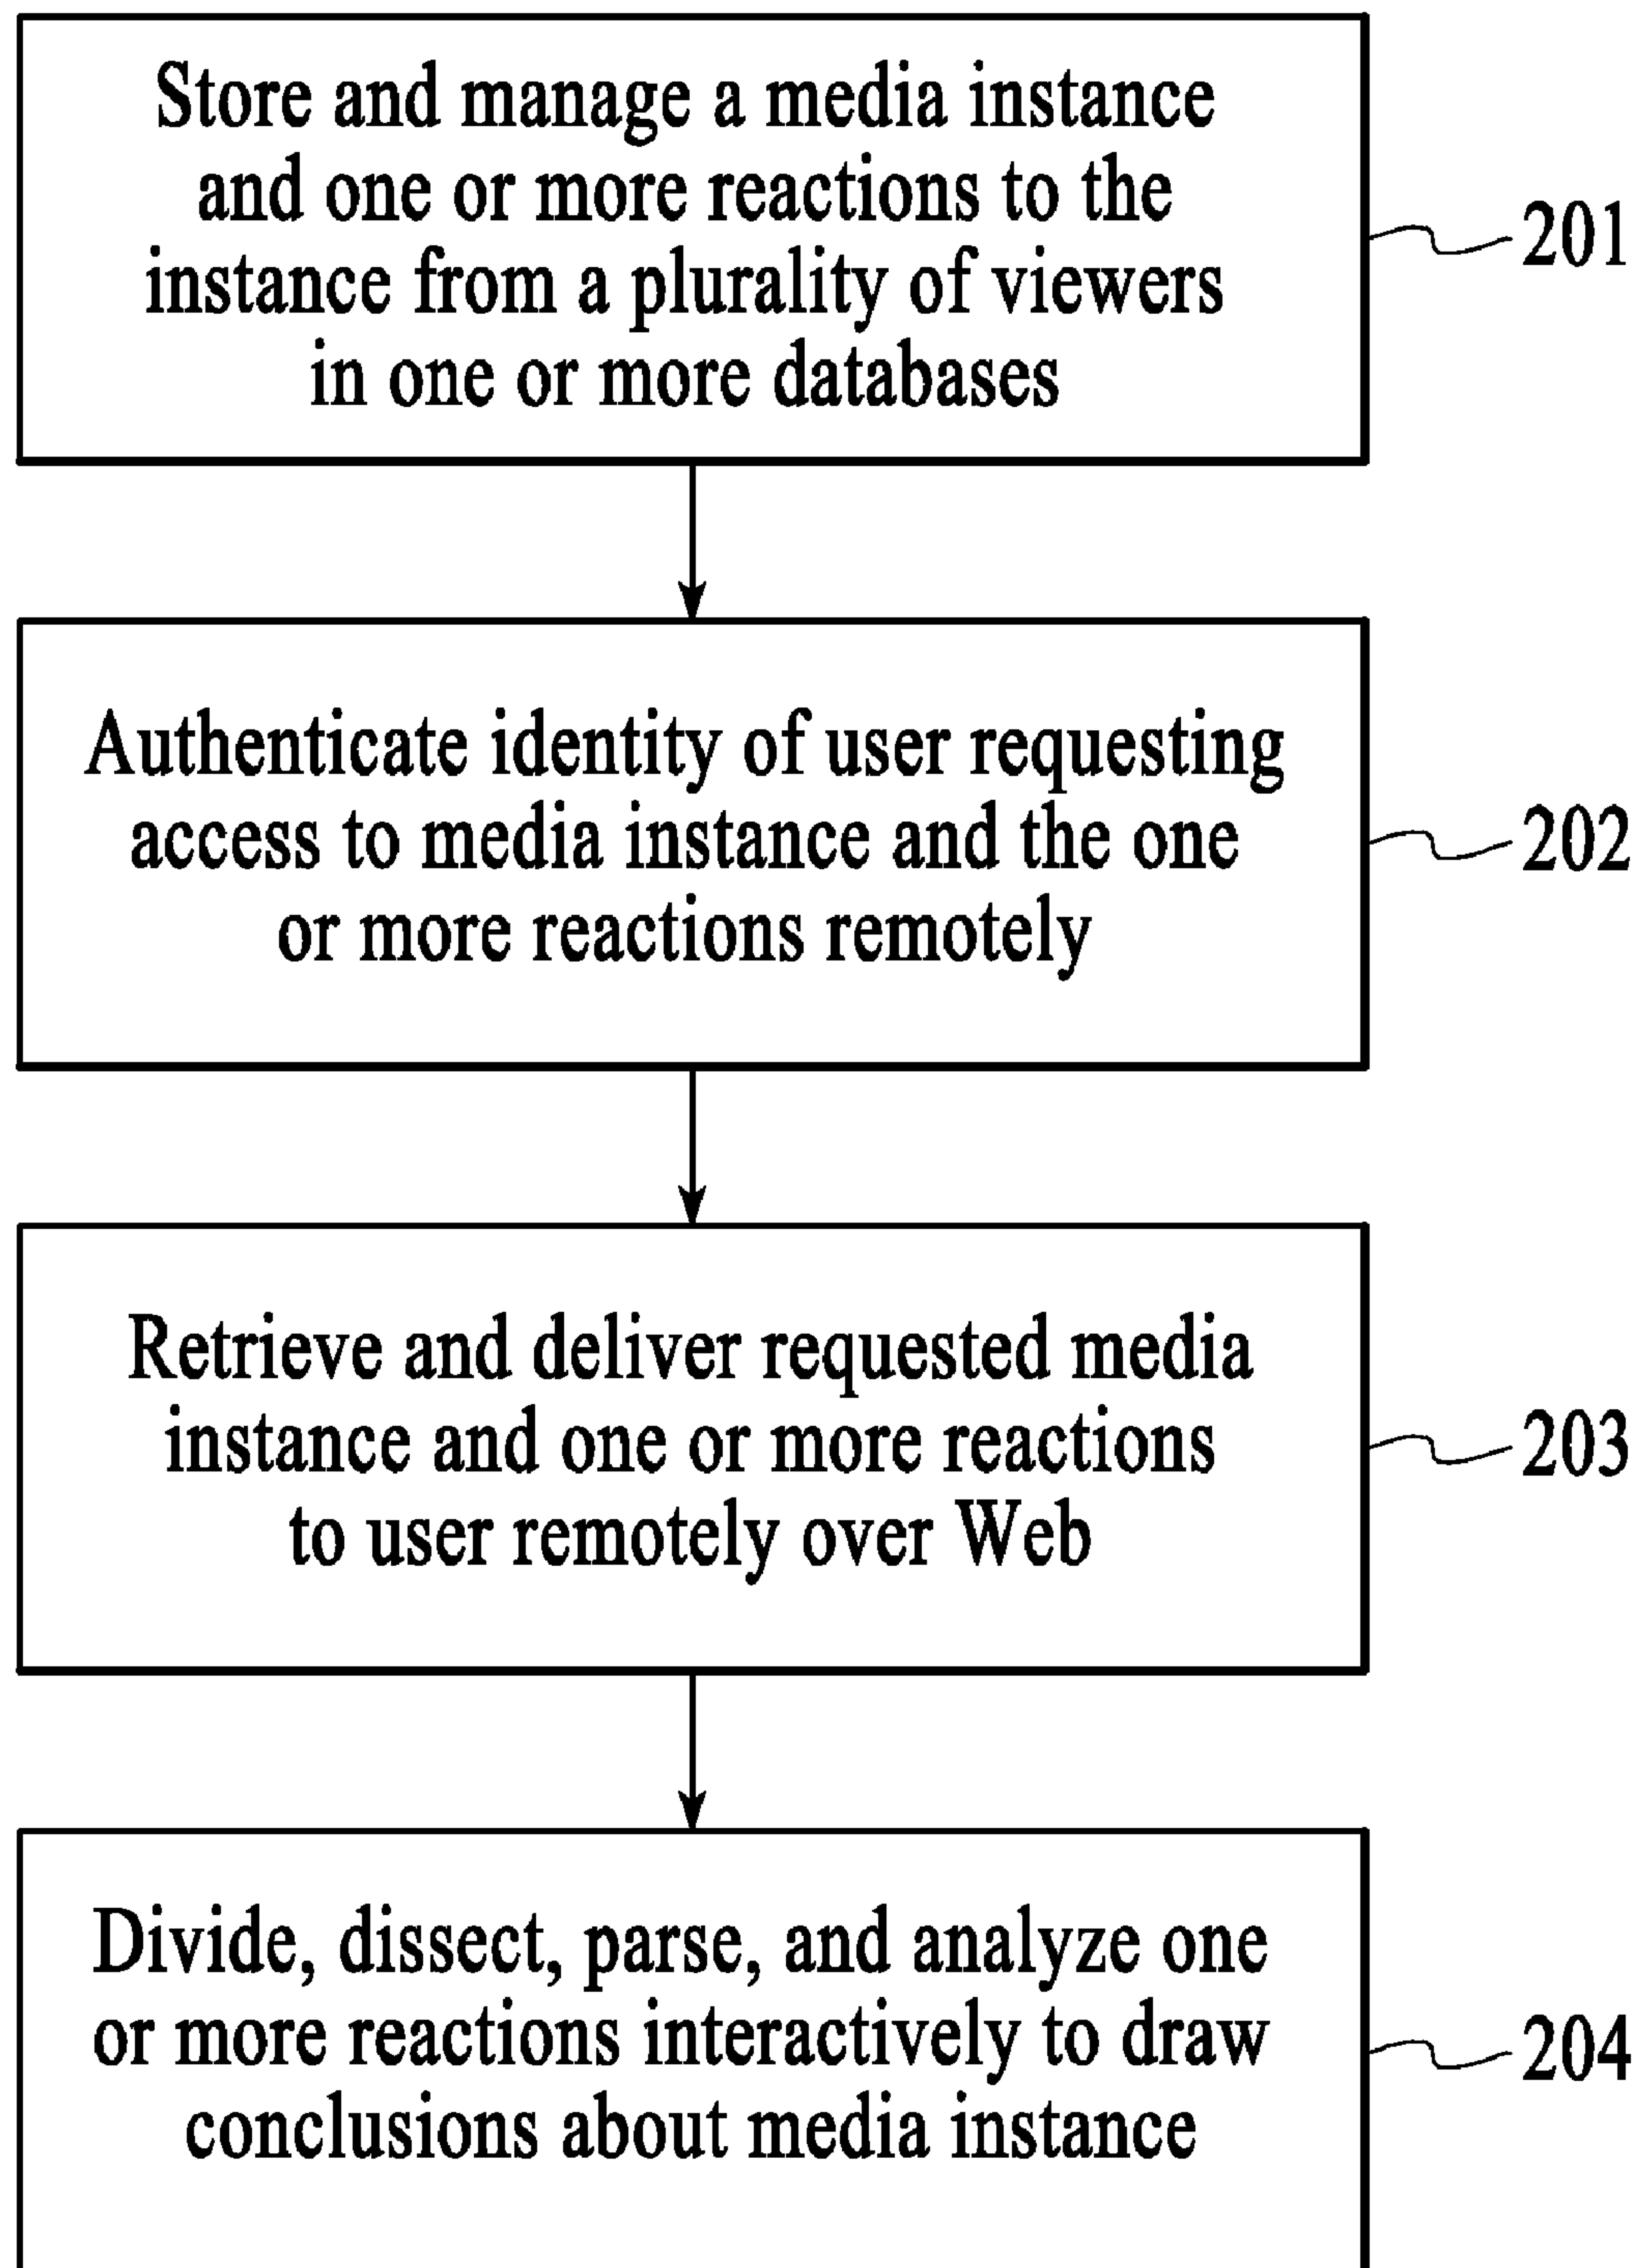 Store and manage a media instance
and one or more reactions to the
instance from a plurality of viewers
in one or more databases
201
Authenticate identity of user requesting
access to media instance and the one
or more reactions remotely
202
Retrieve and deliver requested media
instance and one or more reactions
to user remotely over Web
203
Divide, dissect, parse, and analyze one
or more reactions interactively to draw
conclusions about media instance
204